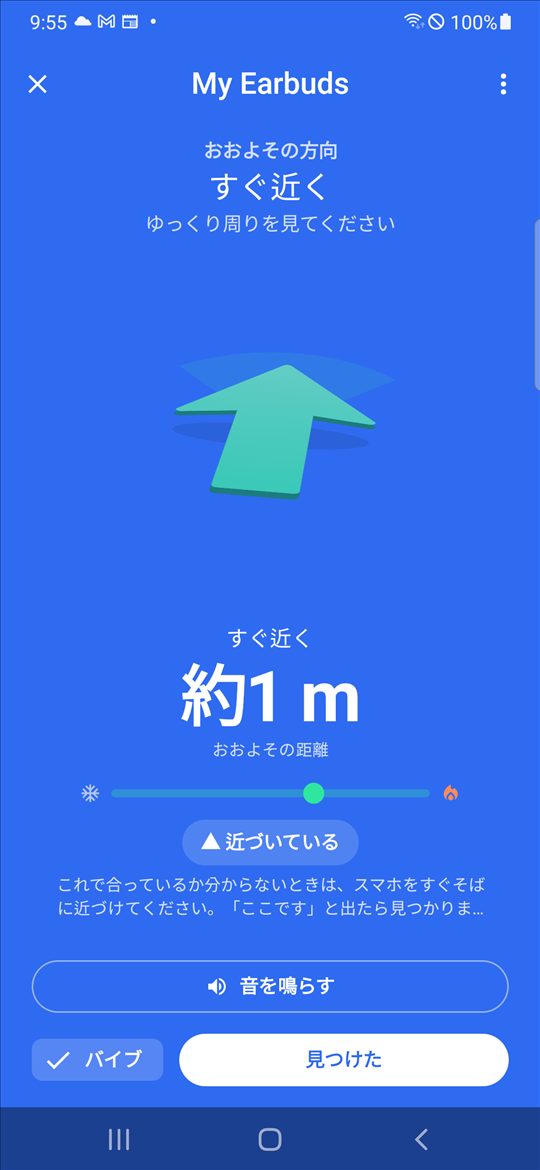 9:55
100%
My Earbuds
おおよその方向
すぐ近く
ゆっくり周りを見てください
すぐ近く
約1 m
おおよその距離
▲ 近づいている
これで合っているか分からないときは、スマホをすぐそば
に近づけてください。「ここです」と出たら見つかりま...
音を鳴らす
バイブ
見つけた